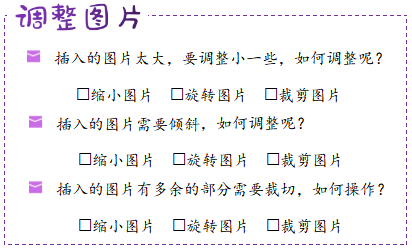 调整图片
插入的图片太大，要调整小一些，如何调整呢？
□缩小图片 □旋转图片 □裁剪图片
插入的图片需要倾斜，如何调整呢？
□缩小图片 □旋转图片 □裁剪图片
插入的图片有多余的部分需要裁切，如何操作？
□缩小图片 □旋转图片 □裁剪图片